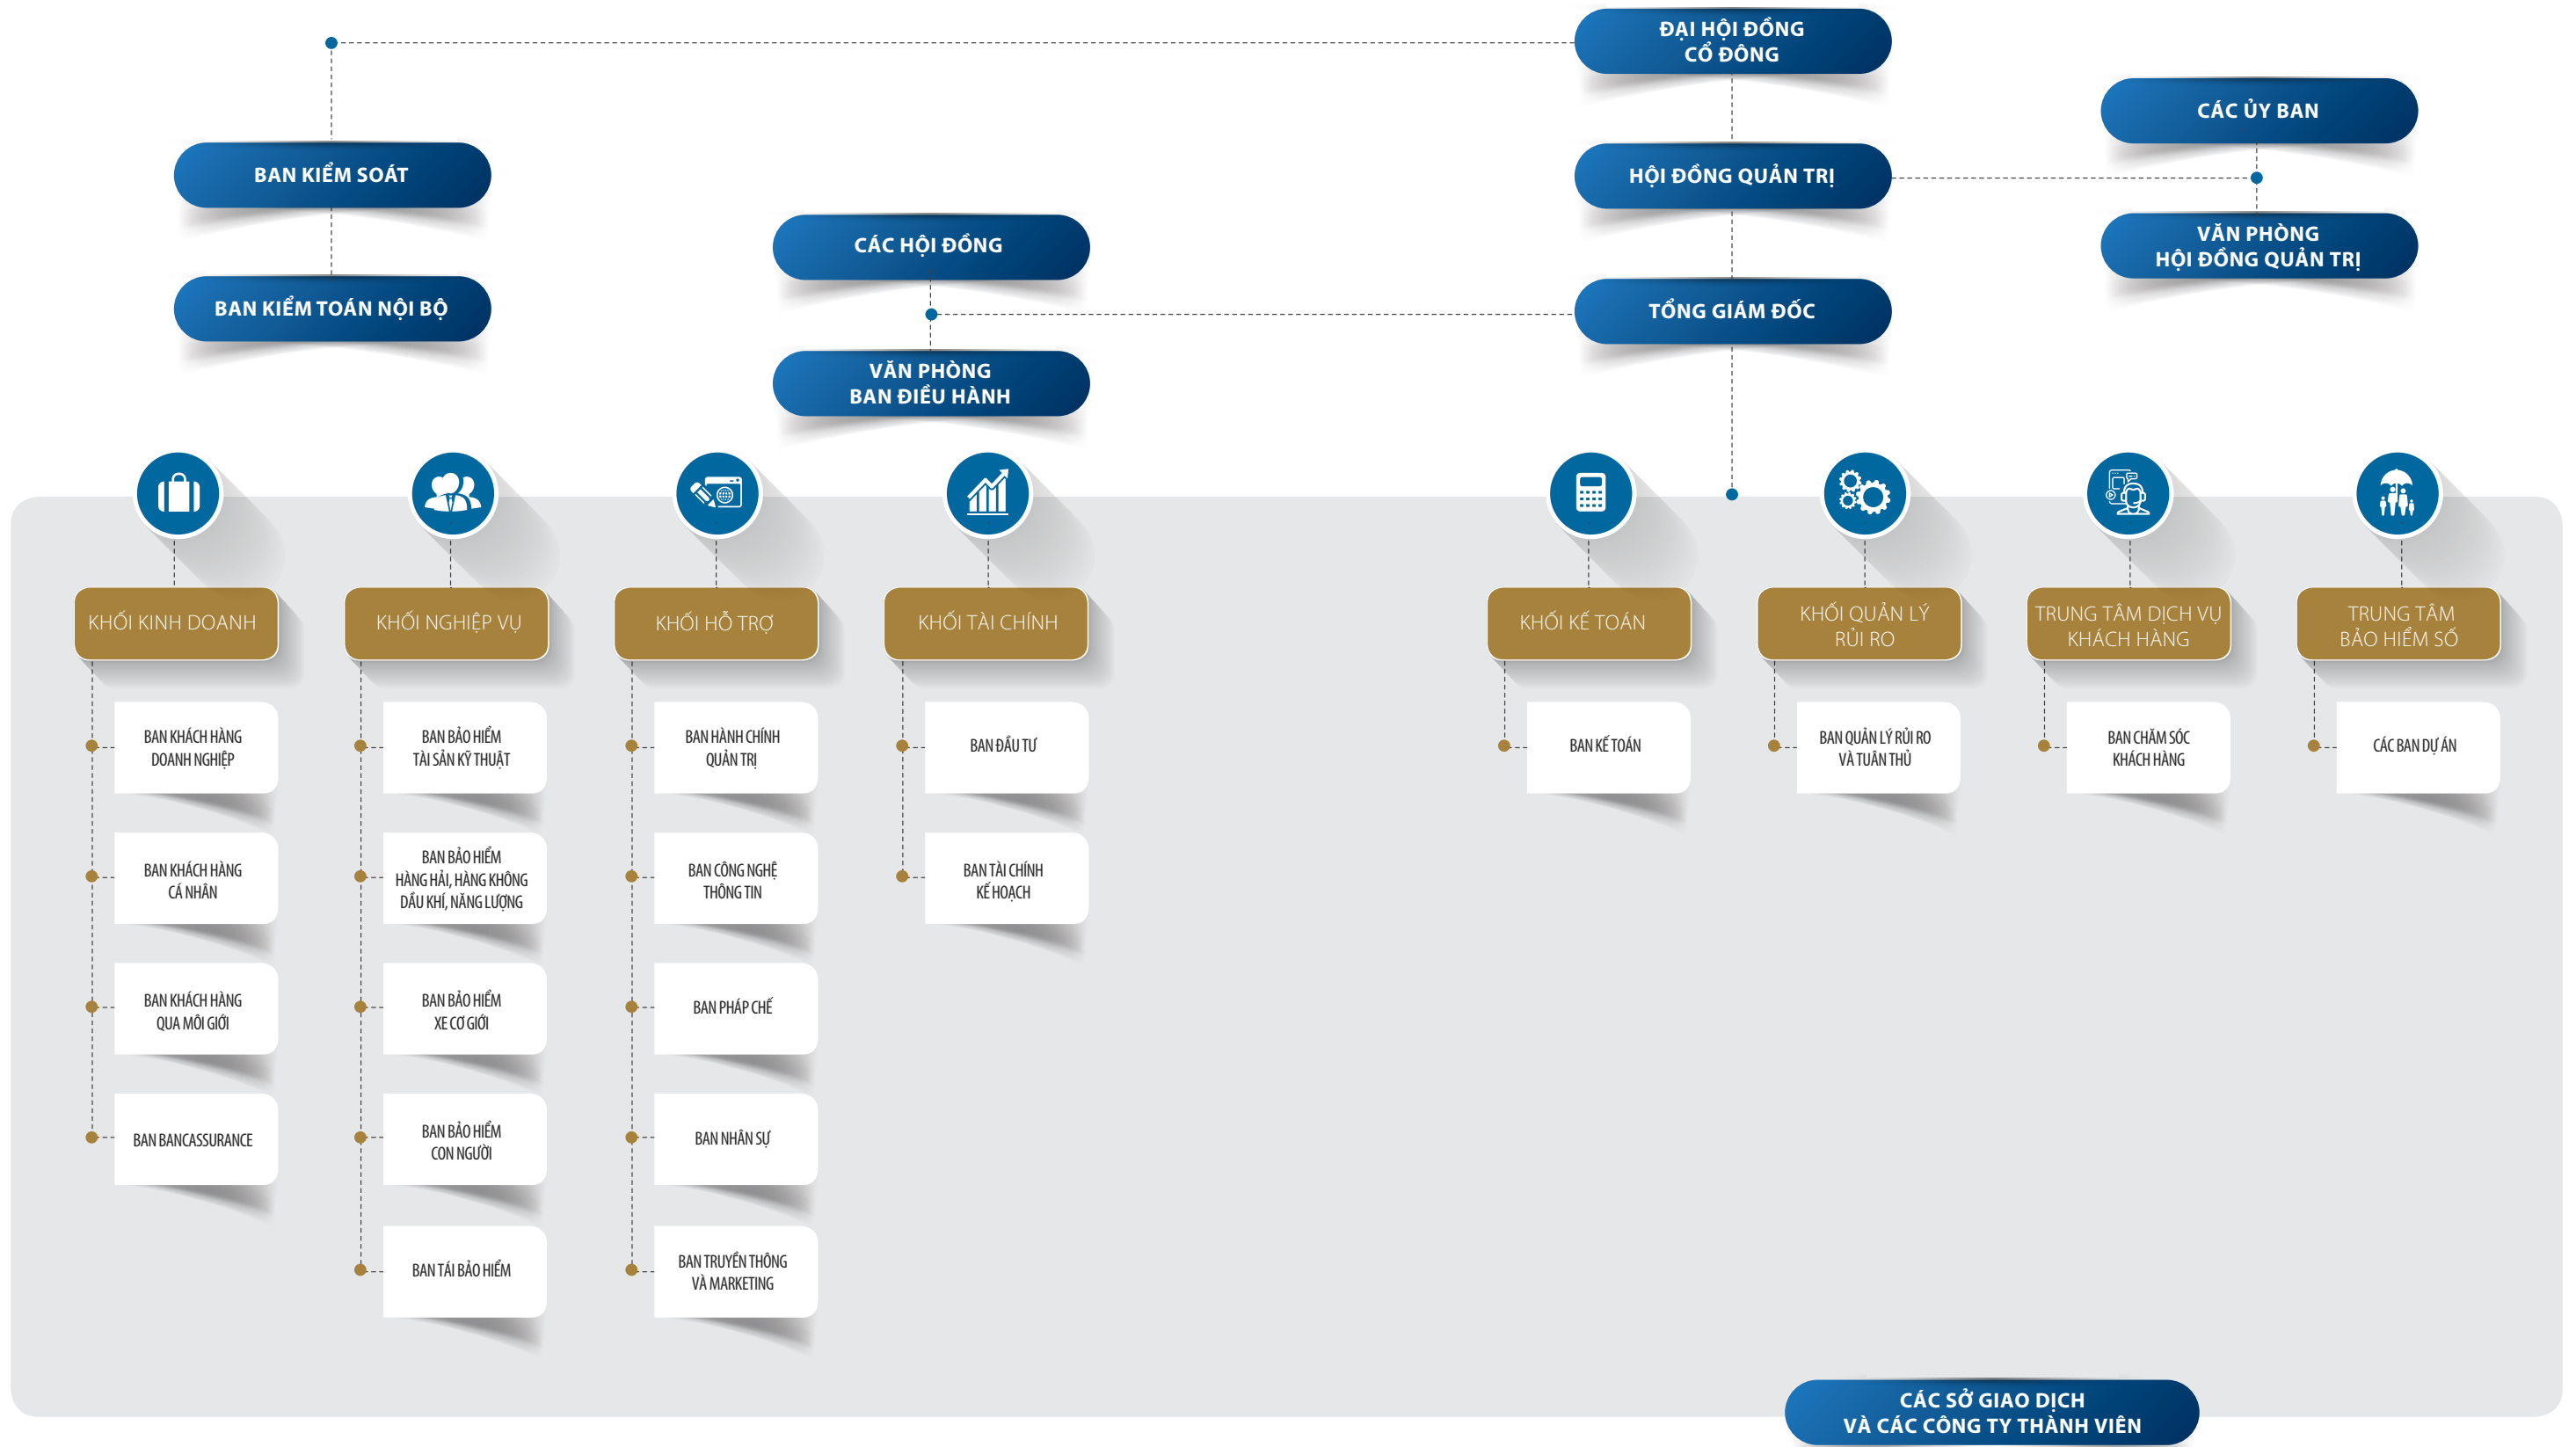 ĐẠI HỘI ĐỒNG
CỔ ĐÔNG
CÁC ỦY BAN
BAN KIỂM SOÁT
HỘI ĐỒNG QUẢN TRỊ
CÁC HỘI ĐỒNG
VĂN PHÒNG
HỘI ĐỒNG QUẢN TRỊ
BAN KIỂM TOÁN NỘI BỘ
TỔNG GIÁM ĐỐC
VĂN PHÒNG
BAN ĐIỀU HÀNH
KHỐI KINH DOANH
BAN KHÁCH HÀNG
DOANH NGHIỆP
BAN KHÁCH HÀNG
CÁ NHÂN
BAN KHÁCH HÀNG
QUA MÔI GIỚI
BAN BANCASSURANCE
KHỐI NGHIỆP VỤ
BAN BẢO HIỂM
TÀI SẢN KỸ THUẬT
BAN BẢO HIỂM
HÀNG HẢI, HÀNG KHÔNG
DẦU KHÍ, NĂNG LƯỢNG
BAN BẢO HIỂM
XE CƠ GIỚI
BAN BẢO HIỂM
CON NGƯỜI
BAN TÁI BẢO HIỂM
KHỐI HỖ TRỢ
BAN HÀNH CHÍNH
QUẢN TRỊ
BAN CÔNG NGHỆ
THÔNG TIN
BAN PHÁP CHẾ
BAN NHÂN SỰ
BAN TRUYỀN THÔNG
VÀ MARKETING
KHỐI TÀI CHÍNH
BAN ĐẦU TƯ
BAN TÀI CHÍNH
KẾ HOẠCH
KHỐI KẾ TOÁN
BAN KẾ TOÁN
KHỐI QUẢN LÝ
RỦI RO
BAN QUẢN LÝ RỦI RO
VÀ TUÂN THỦ
TRUNG TÂM DỊCH VỤ
KHÁCH HÀNG
BAN CHĂM SÓC
KHÁCH HÀNG
TRUNG TÂM
BẢO HIỂM SỐ
CÁC BAN DỰ ÁN
CÁC SỞ GIAO DỊCH
VÀ CÁC CÔNG TY THÀNH VIÊN